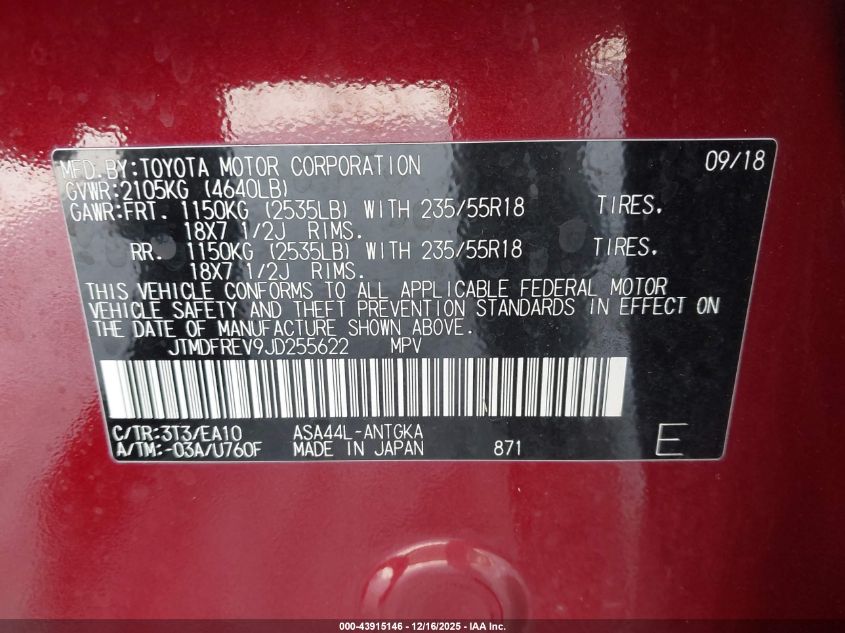 MFD.BY:TOYOTA MOTOR CORPORATION 09/18
GVWR:2105KG (4640LB)
GAWR:FRT. 1150KG (2535LB) WITH 235/55R18 TIRES.
18X7 1/2J RIMS.
RR. 1150KG (2535LB) WITH 235/55R18 TIRES.
18X7 1/2J RIMS.
THIS VEHICLE CONFORMS TO ALL APPLICABLE FEDERAL MOTOR
VEHICLE SAFETY AND THEFT PREVENTION STANDARDS IN EFFECT ON
THE DATE OF MANUFACTURE SHOWN ABOVE.
JTMDFREV9JD255622 MPV
C/TR:3T3/EA10 ASA44L-ANTGKA
A/TM:-03A/U760F MADE IN JAPAN 871 E
000-43915146 - 12/16/2025 - IAA Inc.